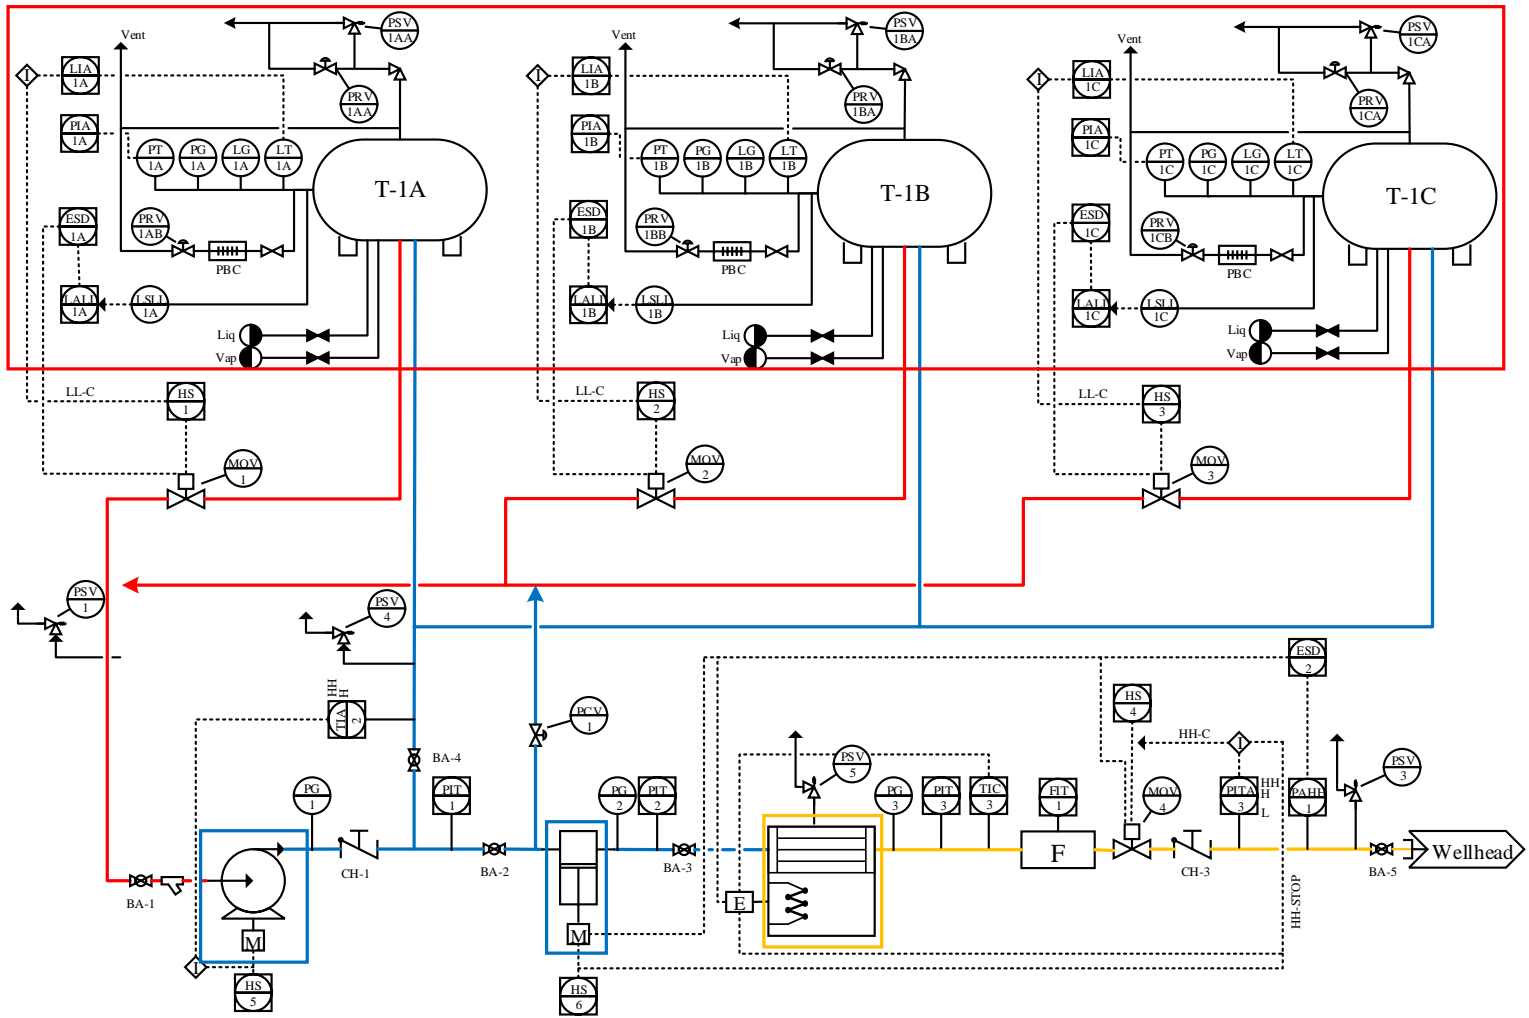 Vent
PSV
1AA
LIA
1A
I
PRV
1AA
PIA
1A
PT
1A
PG
1A
LG
1A
LT
1A
T-1A
ESD
1A
PRV
1AB
PBC
LALL
1A
LSLL
1A
Liq
Vap
LL-C
HS
1
MOV
1
Vent
PSV
1BA
LIA
1B
I
PRV
1BA
PIA
1B
PT
1B
PG
1B
LG
1B
LT
1B
T-1B
ESD
1B
PRV
1BB
PBC
LALL
1B
LSLL
1B
Liq
Vap
LL-C
HS
2
MOV
2
Vent
PSV
1CA
LIA
1C
I
PRV
1CA
PIA
1C
PT
1C
PG
1C
LG
1C
LT
1C
T-1C
ESD
1C
PRV
1CB
PBC
LALL
1C
LSLL
1C
Liq
Vap
LL-C
HS
3
MOV
3
PSV
1
PSV
4
ESD
2
HH
H
TIA
2
HS
4
PCV
1
HH-C
I
BA-4
PSV
5
PSV
3
PG
1
PIT
1
PG
2
PIT
2
PG
3
PIT
3
TIC
3
FIT
1
MOV
4
PITA
3
HH
H
L
PAHH
1
F
Wellhead
BA-1
CH-1
BA-2
BA-3
CH-3
BA-5
E
HH-STOP
M
M
I
HS
5
HS
6